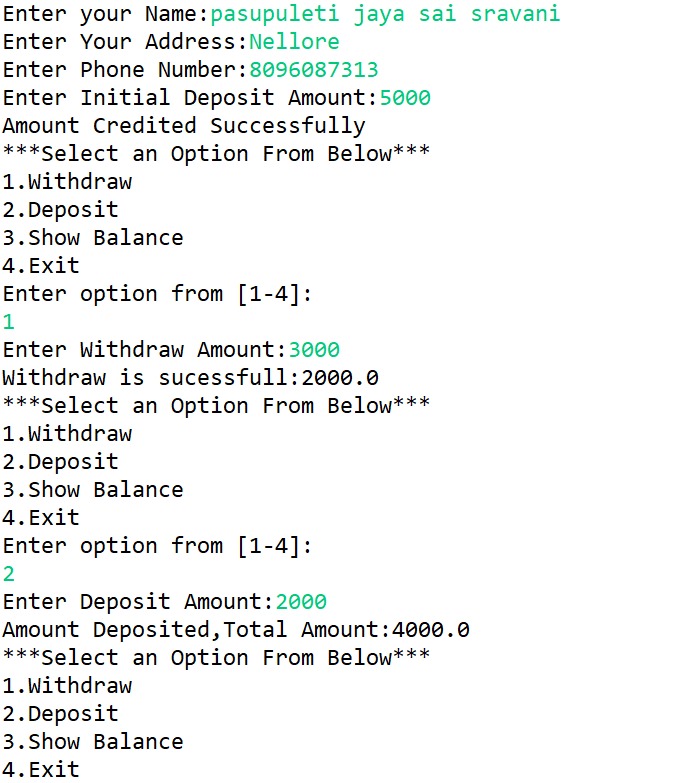 Enter your Name:pasupuleti jaya sai sravani
Enter Your Address:Nellore
Enter Phone Number:8096087313
Enter Initial Deposit Amount:5000
Amount Credited Successfully
***Select an Option From Below***
1.Withdraw
2.Deposit
3.Show Balance
4.Exit
Enter option from [1-4]:
1
Enter Withdraw Amount:3000
Withdraw is sucessfull:2000.0
***Select an Option From Below***
1.Withdraw
2.Deposit
3.Show Balance
4.Exit
Enter option from [1-4]:
2
Enter Deposit Amount:2000
Amount Deposited,Total Amount:4000.0
***Select an Option From Below***
1.Withdraw
2.Deposit
3.Show Balance
4.Exit